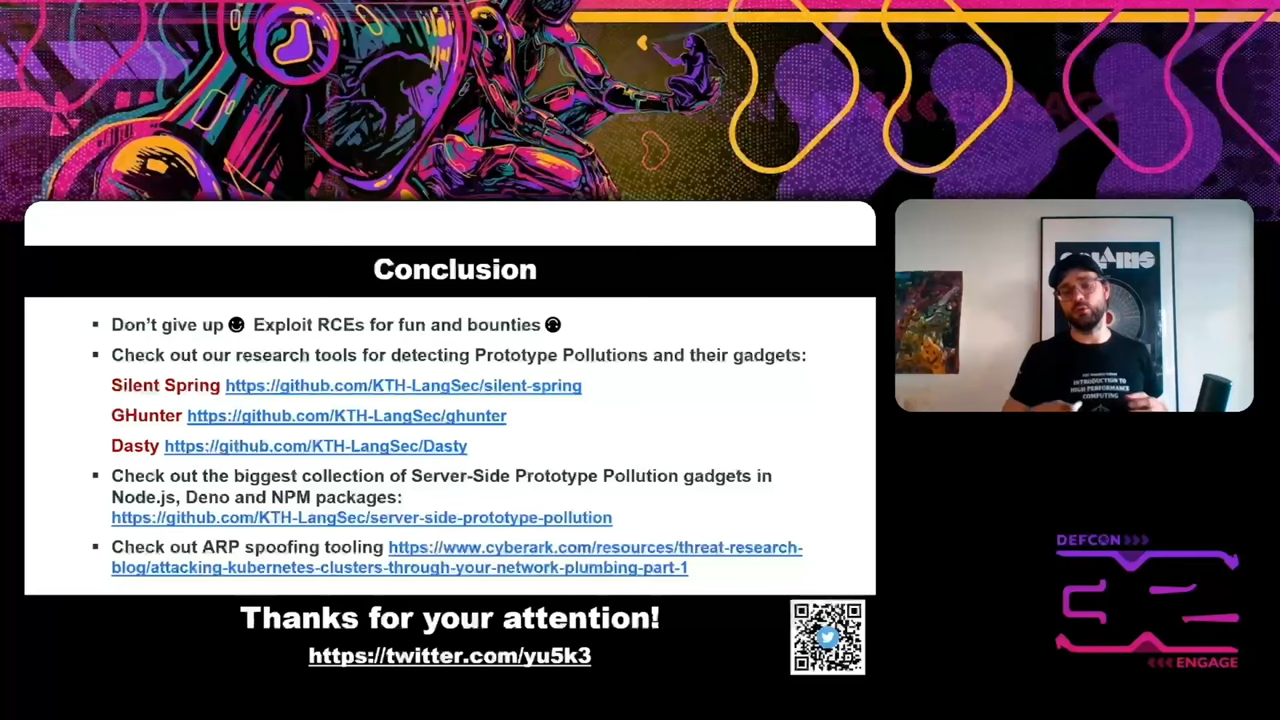 Conclusion
▪ Don't give up Exploit RCEs for fun and bounties
▪ Check out our research tools for detecting Prototype Pollutions and their gadgets:
Silent Spring https://github.com/KTH-LangSec/silent-spring
GHunter https://github.com/KTH-LangSec/ghunter
Dasty https://github.com/KTH-LangSec/Dasty
▪ Check out the biggest collection of Server-Side Prototype Pollution gadgets in
Node.js, Deno and NPM packages:
https://github.com/KTH-LangSec/server-side-prototype-pollution
▪ Check out ARP spoofing tooling https://www.cyberark.com/resources/threat-research-
blog/attacking-kubernetes-clusters-through-your-network-plumbing-part-1
Thanks for your attention!
https://twitter.com/yu5k3
INTRODUCTION TO
HIGH PERFORMANCE
COMPUTING
DEFCON >>>
<<< ENGAGE